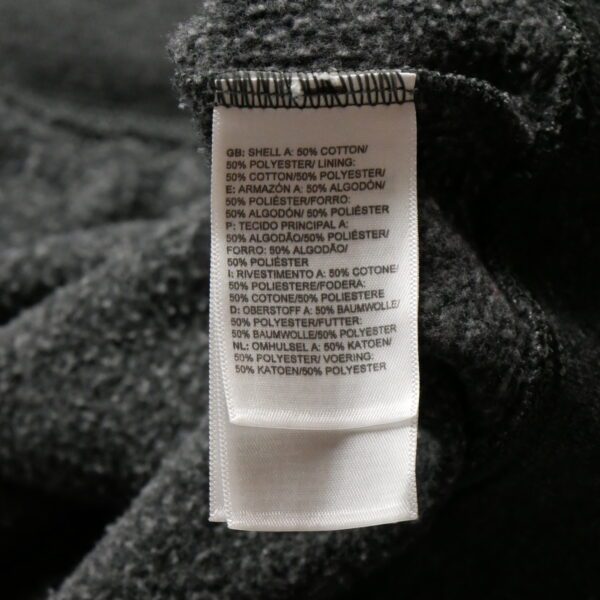 GB: SHELL A: 50% COTTON/
50% POLYESTER/ LINING:
50% COTTON/50% POLYESTER/
E: ARMAZÓN A: 50% ALGODÓN/
50% POLIÉSTER/FORRO:
50% ALGODÓN/ 50% POLIÉSTER
P: TECIDO PRINCIPAL A:
50% ALGODÃO/50% POLIÉSTER/
FORRO: 50% ALGODÃO/
50% POLIÉSTER
I: RIVESTIMENTO A: 50% COTONE/
50% POLIESTERE/FODERA:
50% COTONE/50% POLIESTERE
D: OBERSTOFF A: 50% BAUMWOLLE/
50% POLYESTER/FUTTER:
50% BAUMWOLLE/50% POLYESTER
NL: OMHULSEL A: 50% KATOEN/
50% POLYESTER/ VOERING:
50% KATOEN/50% POLYESTER